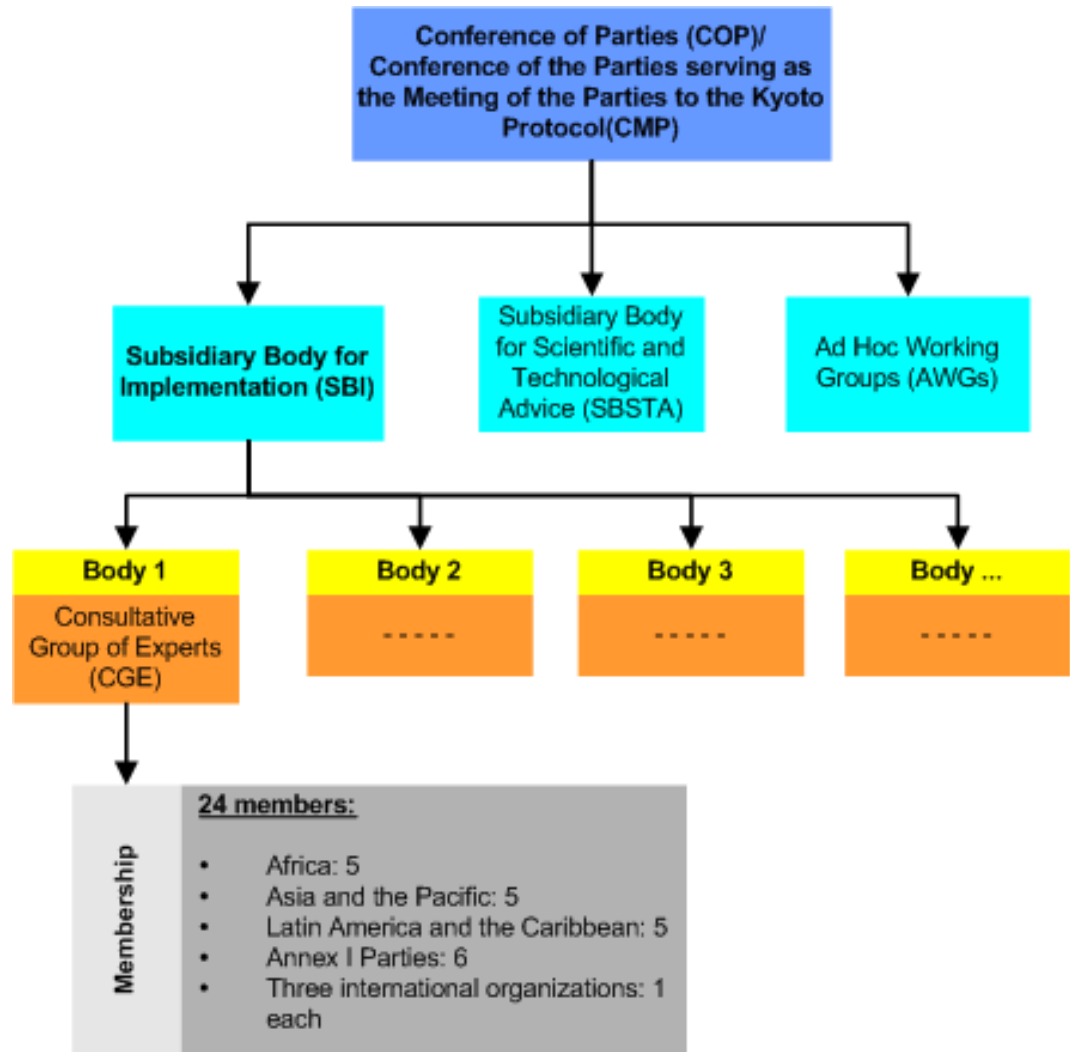 Conference of Parties (COP)/
Conference of the Parties serving as
the Meeting of the Parties to the Kyoto
Protocol(CMP)
Subsidiary Body for
Implementation (SBI)
Subsidiary Body
for Scientific and
Technological
Advice (SBSTA)
Ad Hoc Working
Groups (AWGs)
Body 1
Consultative
Group of Experts
(CGE)
Body 2
- - - - -
Body 3
- - - - -
Body ...
- - - - -
Membership
24 members:
• Africa: 5
• Asia and the Pacific: 5
• Latin America and the Caribbean: 5
• Annex I Parties: 6
• Three international organizations: 1
each